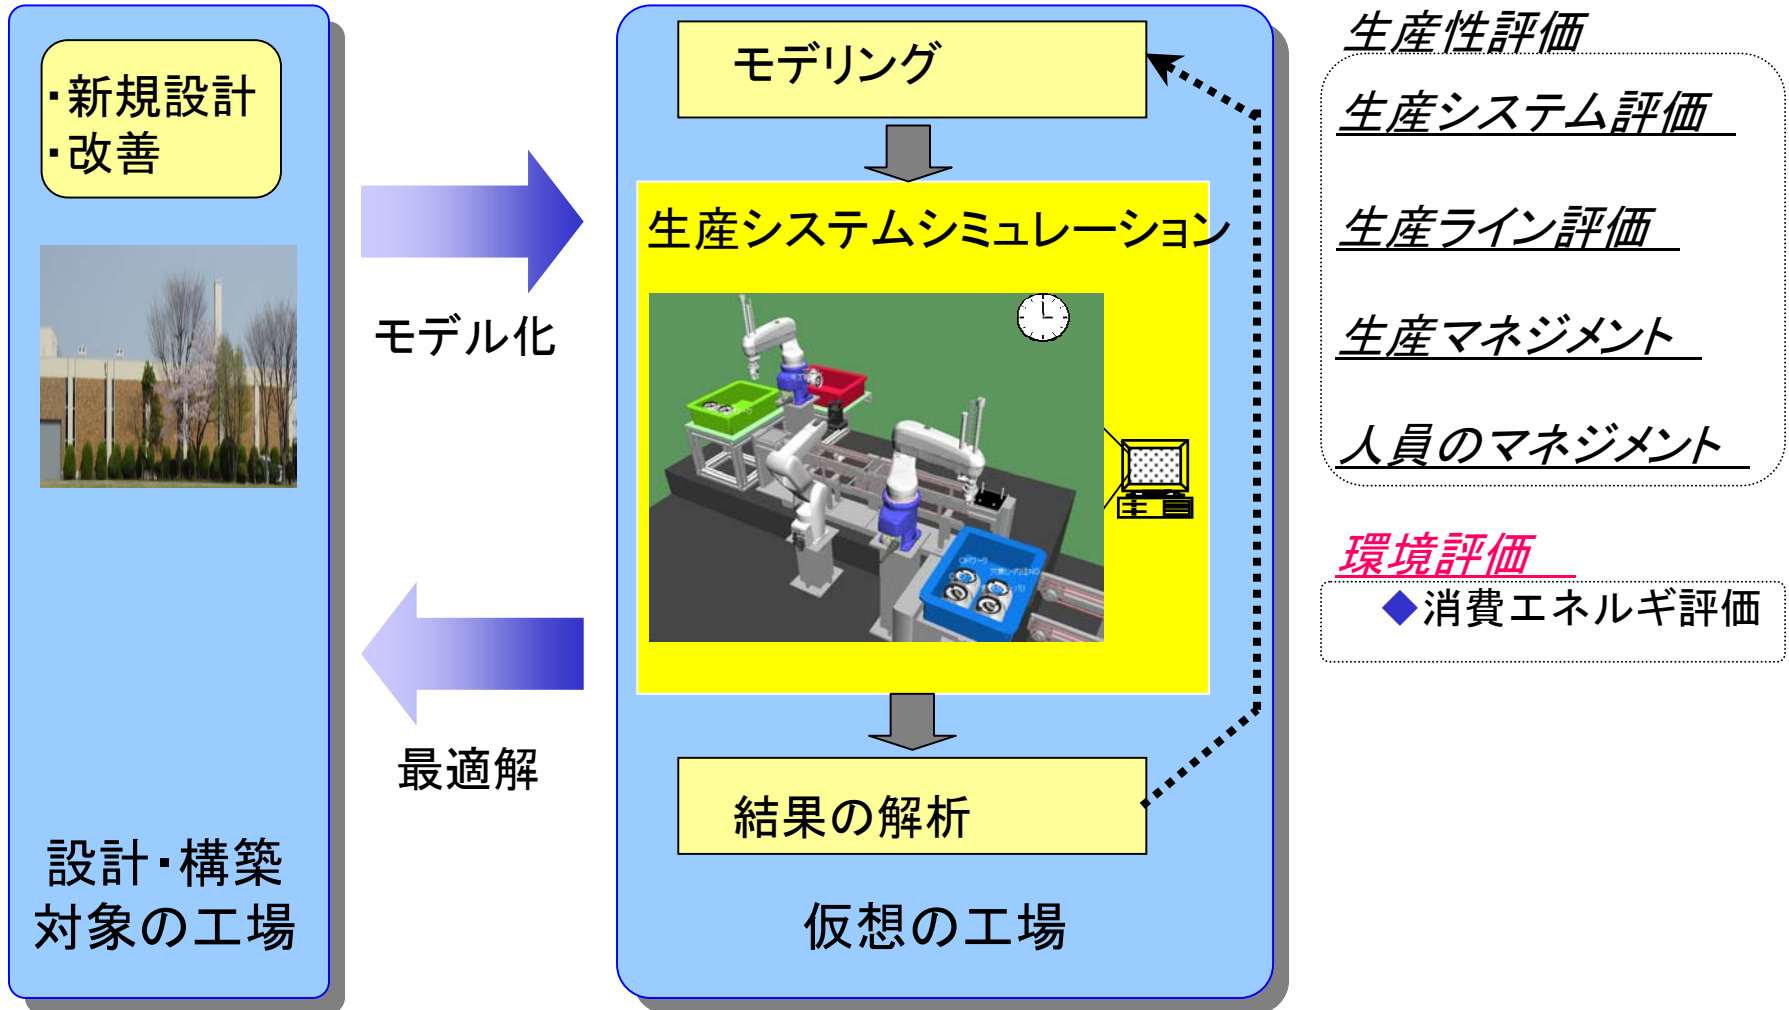 ・新規設計
・改善
設計・構築
対象の工場
モデル化
最適解
モデリング
生産システムシミュレーション
結果の解析
仮想の工場
生産性評価
生産システム評価
生産ライン評価
生産マネジメント
人員のマネジメント
環境評価
◆消費エネルギ評価